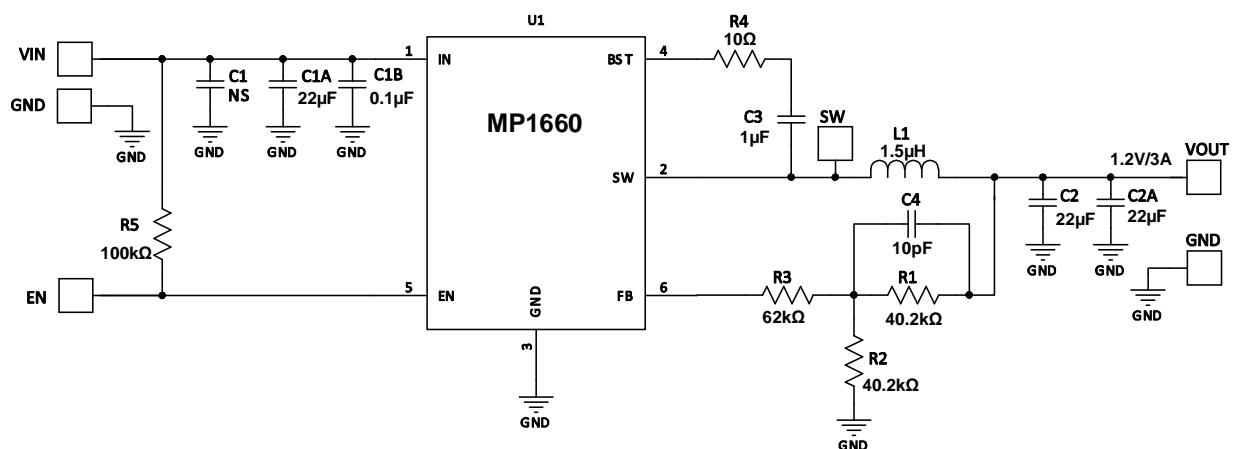 U1
R4
10Ω
VIN
1
IN
BST
4
C1
NS
C1A
22µF
C1B
0.1µF
GND
GND
GND
GND
GND
MP1660
C3
1µF
SW
L1
1.5µH
1.2V/3A
VOUT
SW
2
C4
10pF
C2
22µF
C2A
22µF
GND
GND
GND
R5
100kΩ
EN
5
EN
GND
3
FB
6
R3
62kΩ
R1
40.2kΩ
GND
R2
40.2kΩ
GND
GND